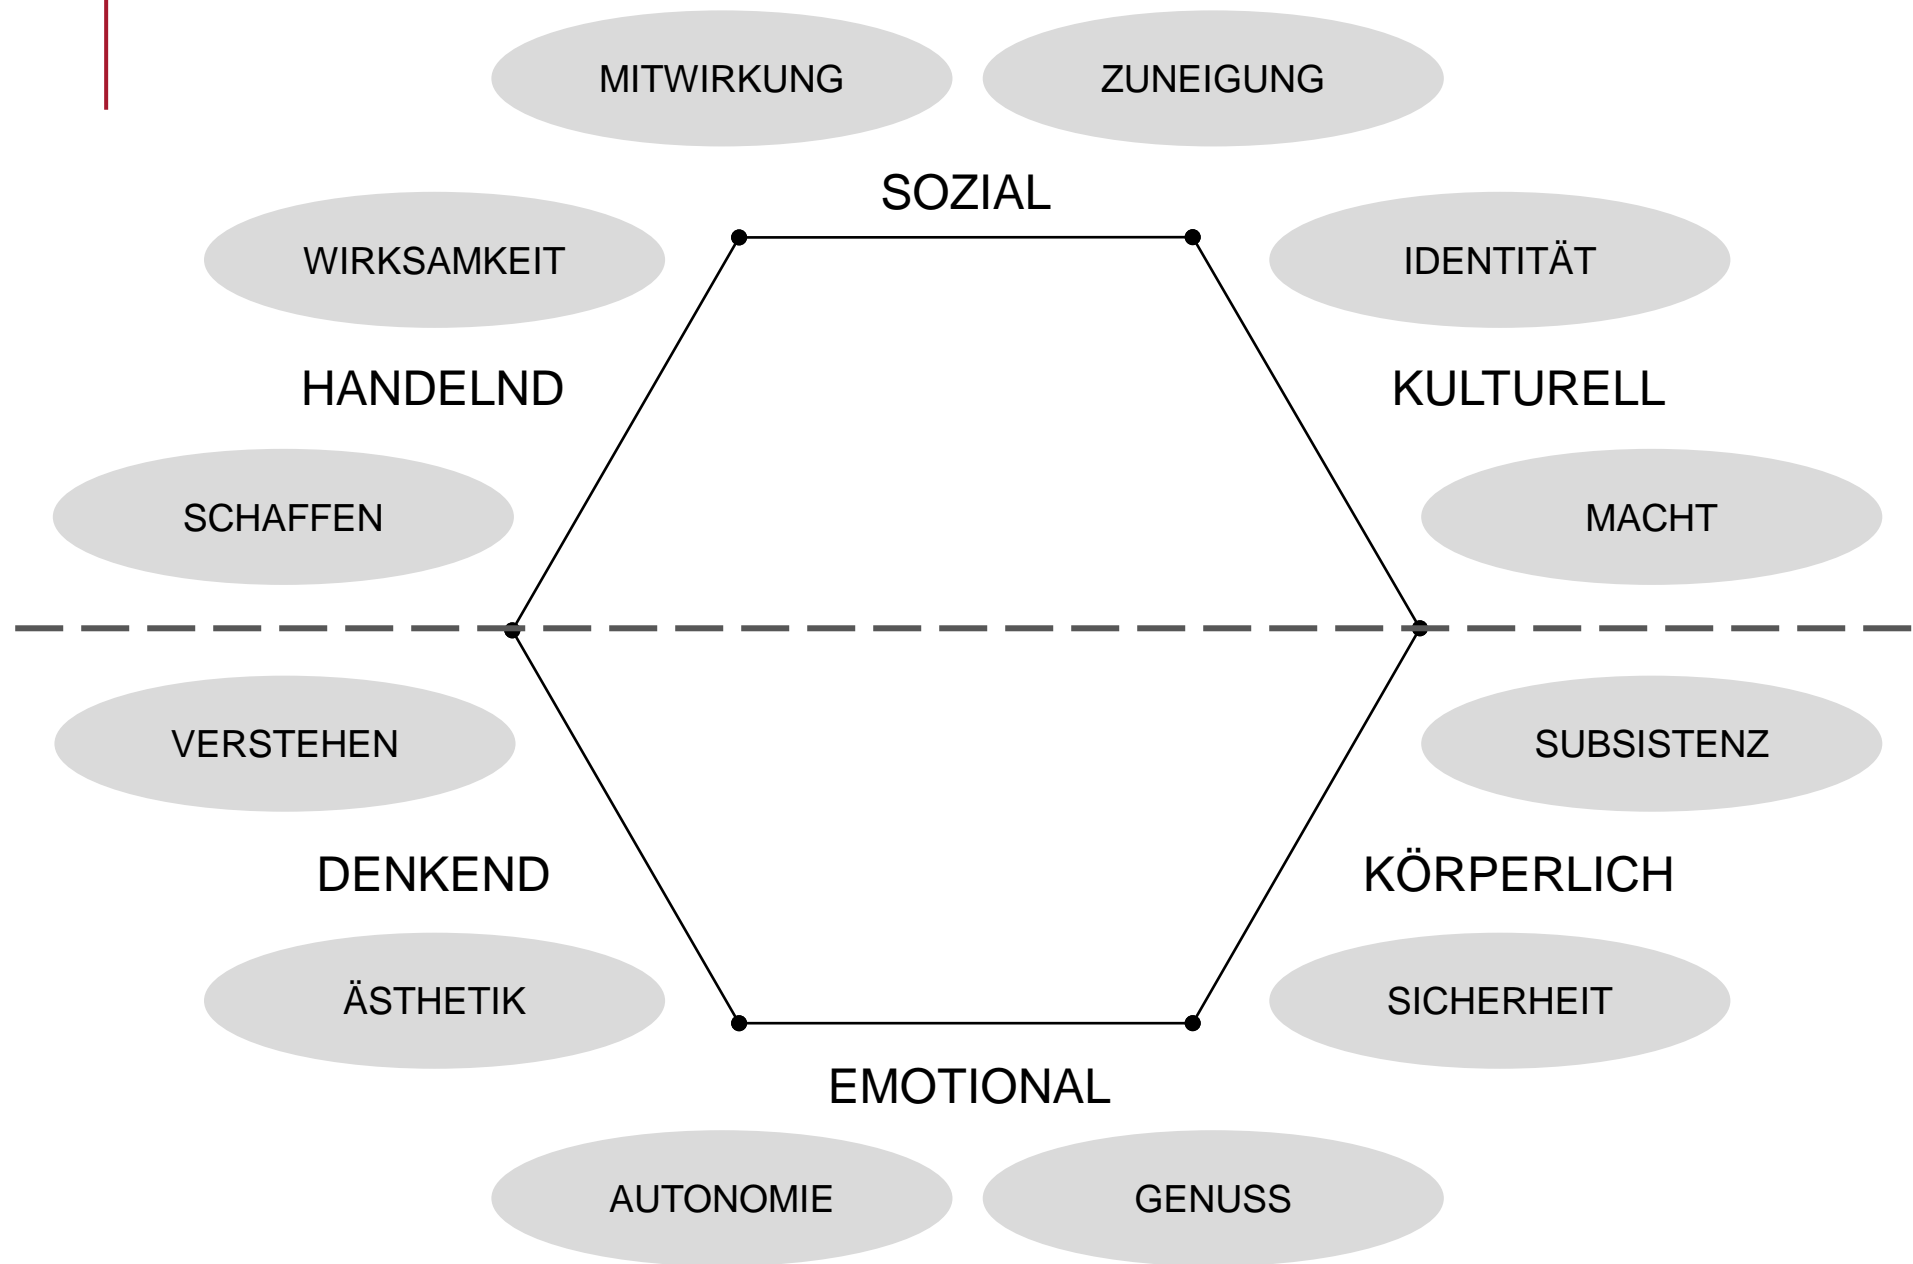 MITWIRKUNG
ZUNEIGUNG
SOZIAL
WIRKSAMKEIT
IDENTITÄT
HANDELND
KULTURELL
SCHAFFEN
MACHT
VERSTEHEN
SUBSISTENZ
DENKEND
KÖRPERLICH
ÄSTHETIK
SICHERHEIT
EMOTIONAL
AUTONOMIE
GENUSS